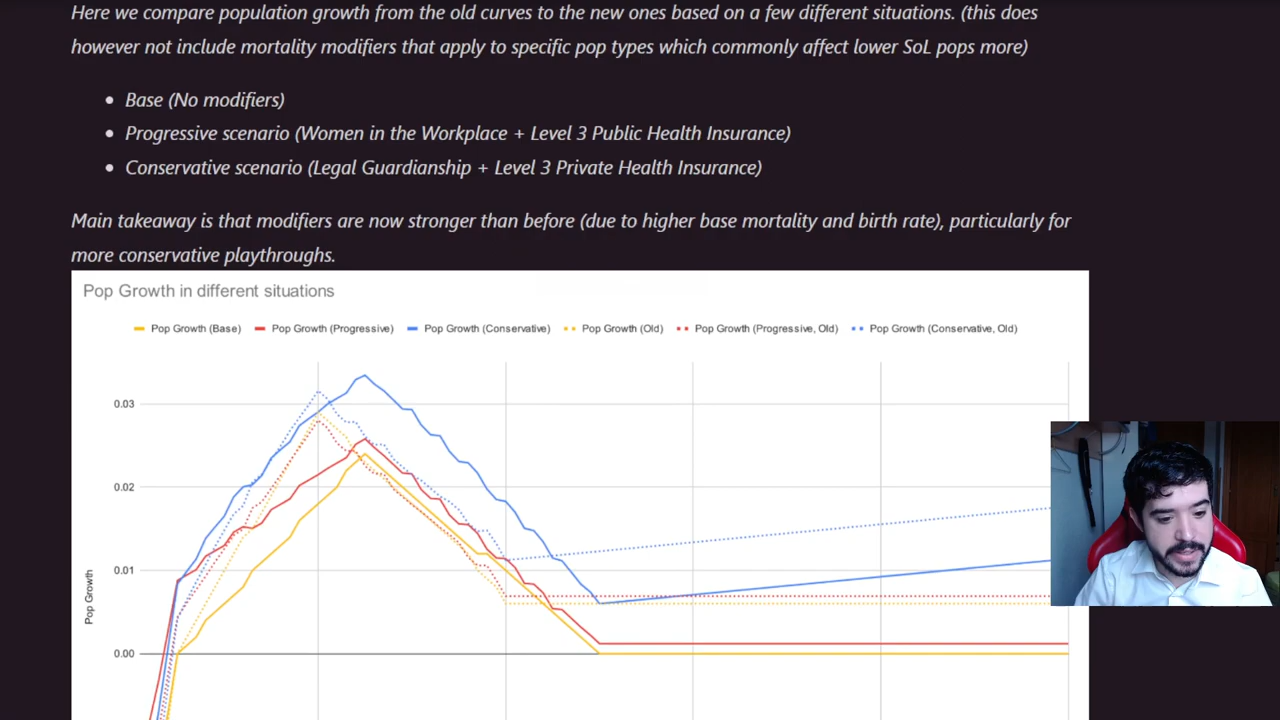 Here we compare population growth from the old curves to the new ones based on a few different situations. (this does
however not include mortality modifiers that apply to specific pop types which commonly affect lower SoL pops more)
• Base (No modifiers)
• Progressive scenario (Women in the Workplace + Level 3 Public Health Insurance)
• Conservative scenario (Legal Guardianship + Level 3 Private Health Insurance)
Main takeaway is that modifiers are now stronger than before (due to higher base mortality and birth rate), particularly for
more conservative playthroughs.
Pop Growth in different situations
Pop Growth (Base) Pop Growth (Progressive) Pop Growth (Conservative) Pop Growth (Old) Pop Growth (Progressive, Old) Pop Growth (Conservative, Old)
0.03
0.02
0.01
0.00
Pop Growth